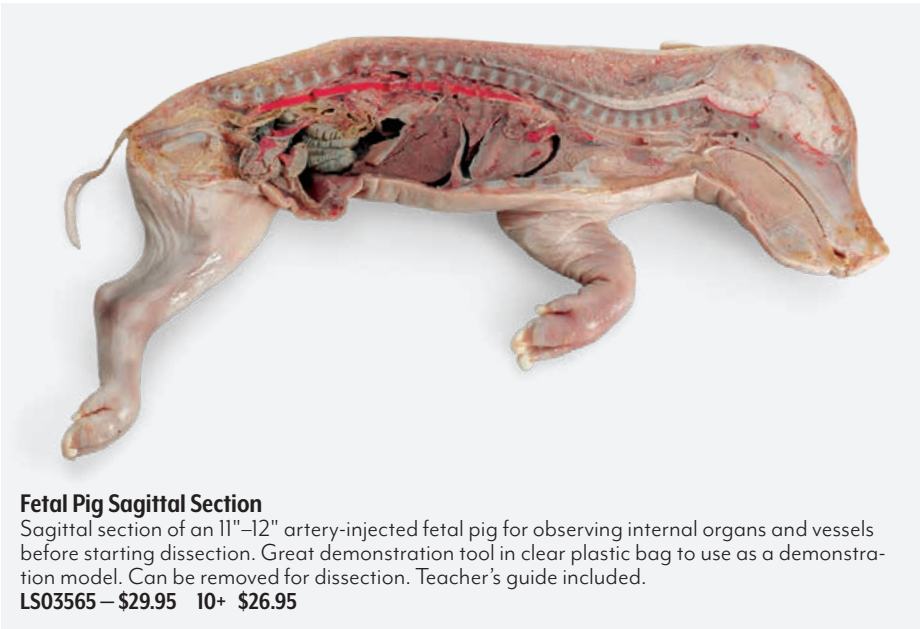 Fetal Pig Sagittal Section
Sagittal section of an 11"–12" artery-injected fetal pig for observing internal organs and vessels
before starting dissection. Great demonstration tool in clear plastic bag to use as a demonstra-
tion model. Can be removed for dissection. Teacher's guide included.
LS03565 – $29.95 10+ $26.95